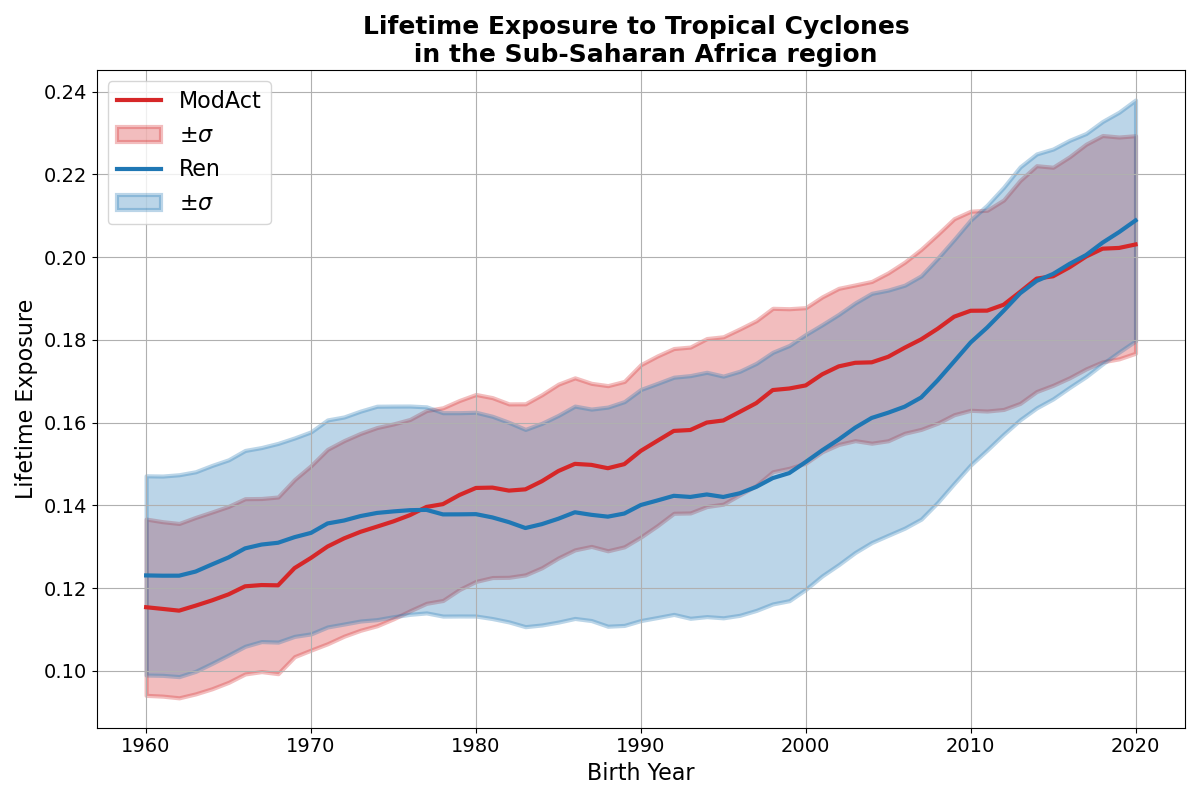 Lifetime Exposure to Tropical Cyclones
in the Sub-Saharan Africa region
ModAct
±σ
Ren
±σ
Lifetime Exposure
0.24
0.22
0.20
0.18
0.16
0.14
0.12
0.10
1960
1970
1980
1990
2000
2010
2020
Birth Year